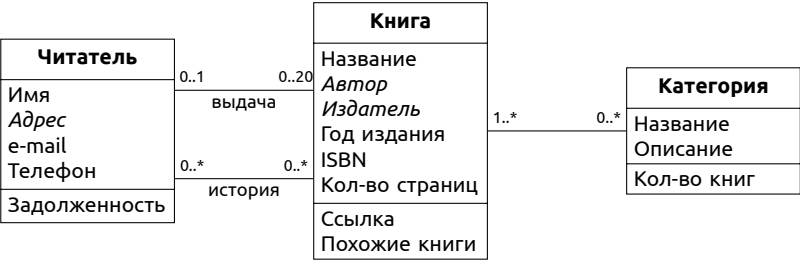 Читатель
Имя
Адрес
e-mail
Телефон
Задолженность
0..1
0..20
выдача
0..*
0..*
история
Книга
Название
Автор
Издатель
Год издания
ISBN
Кол-во страниц
Ссылка
Похожие книги
1..*
0..*
Категория
Название
Описание
Кол-во книг